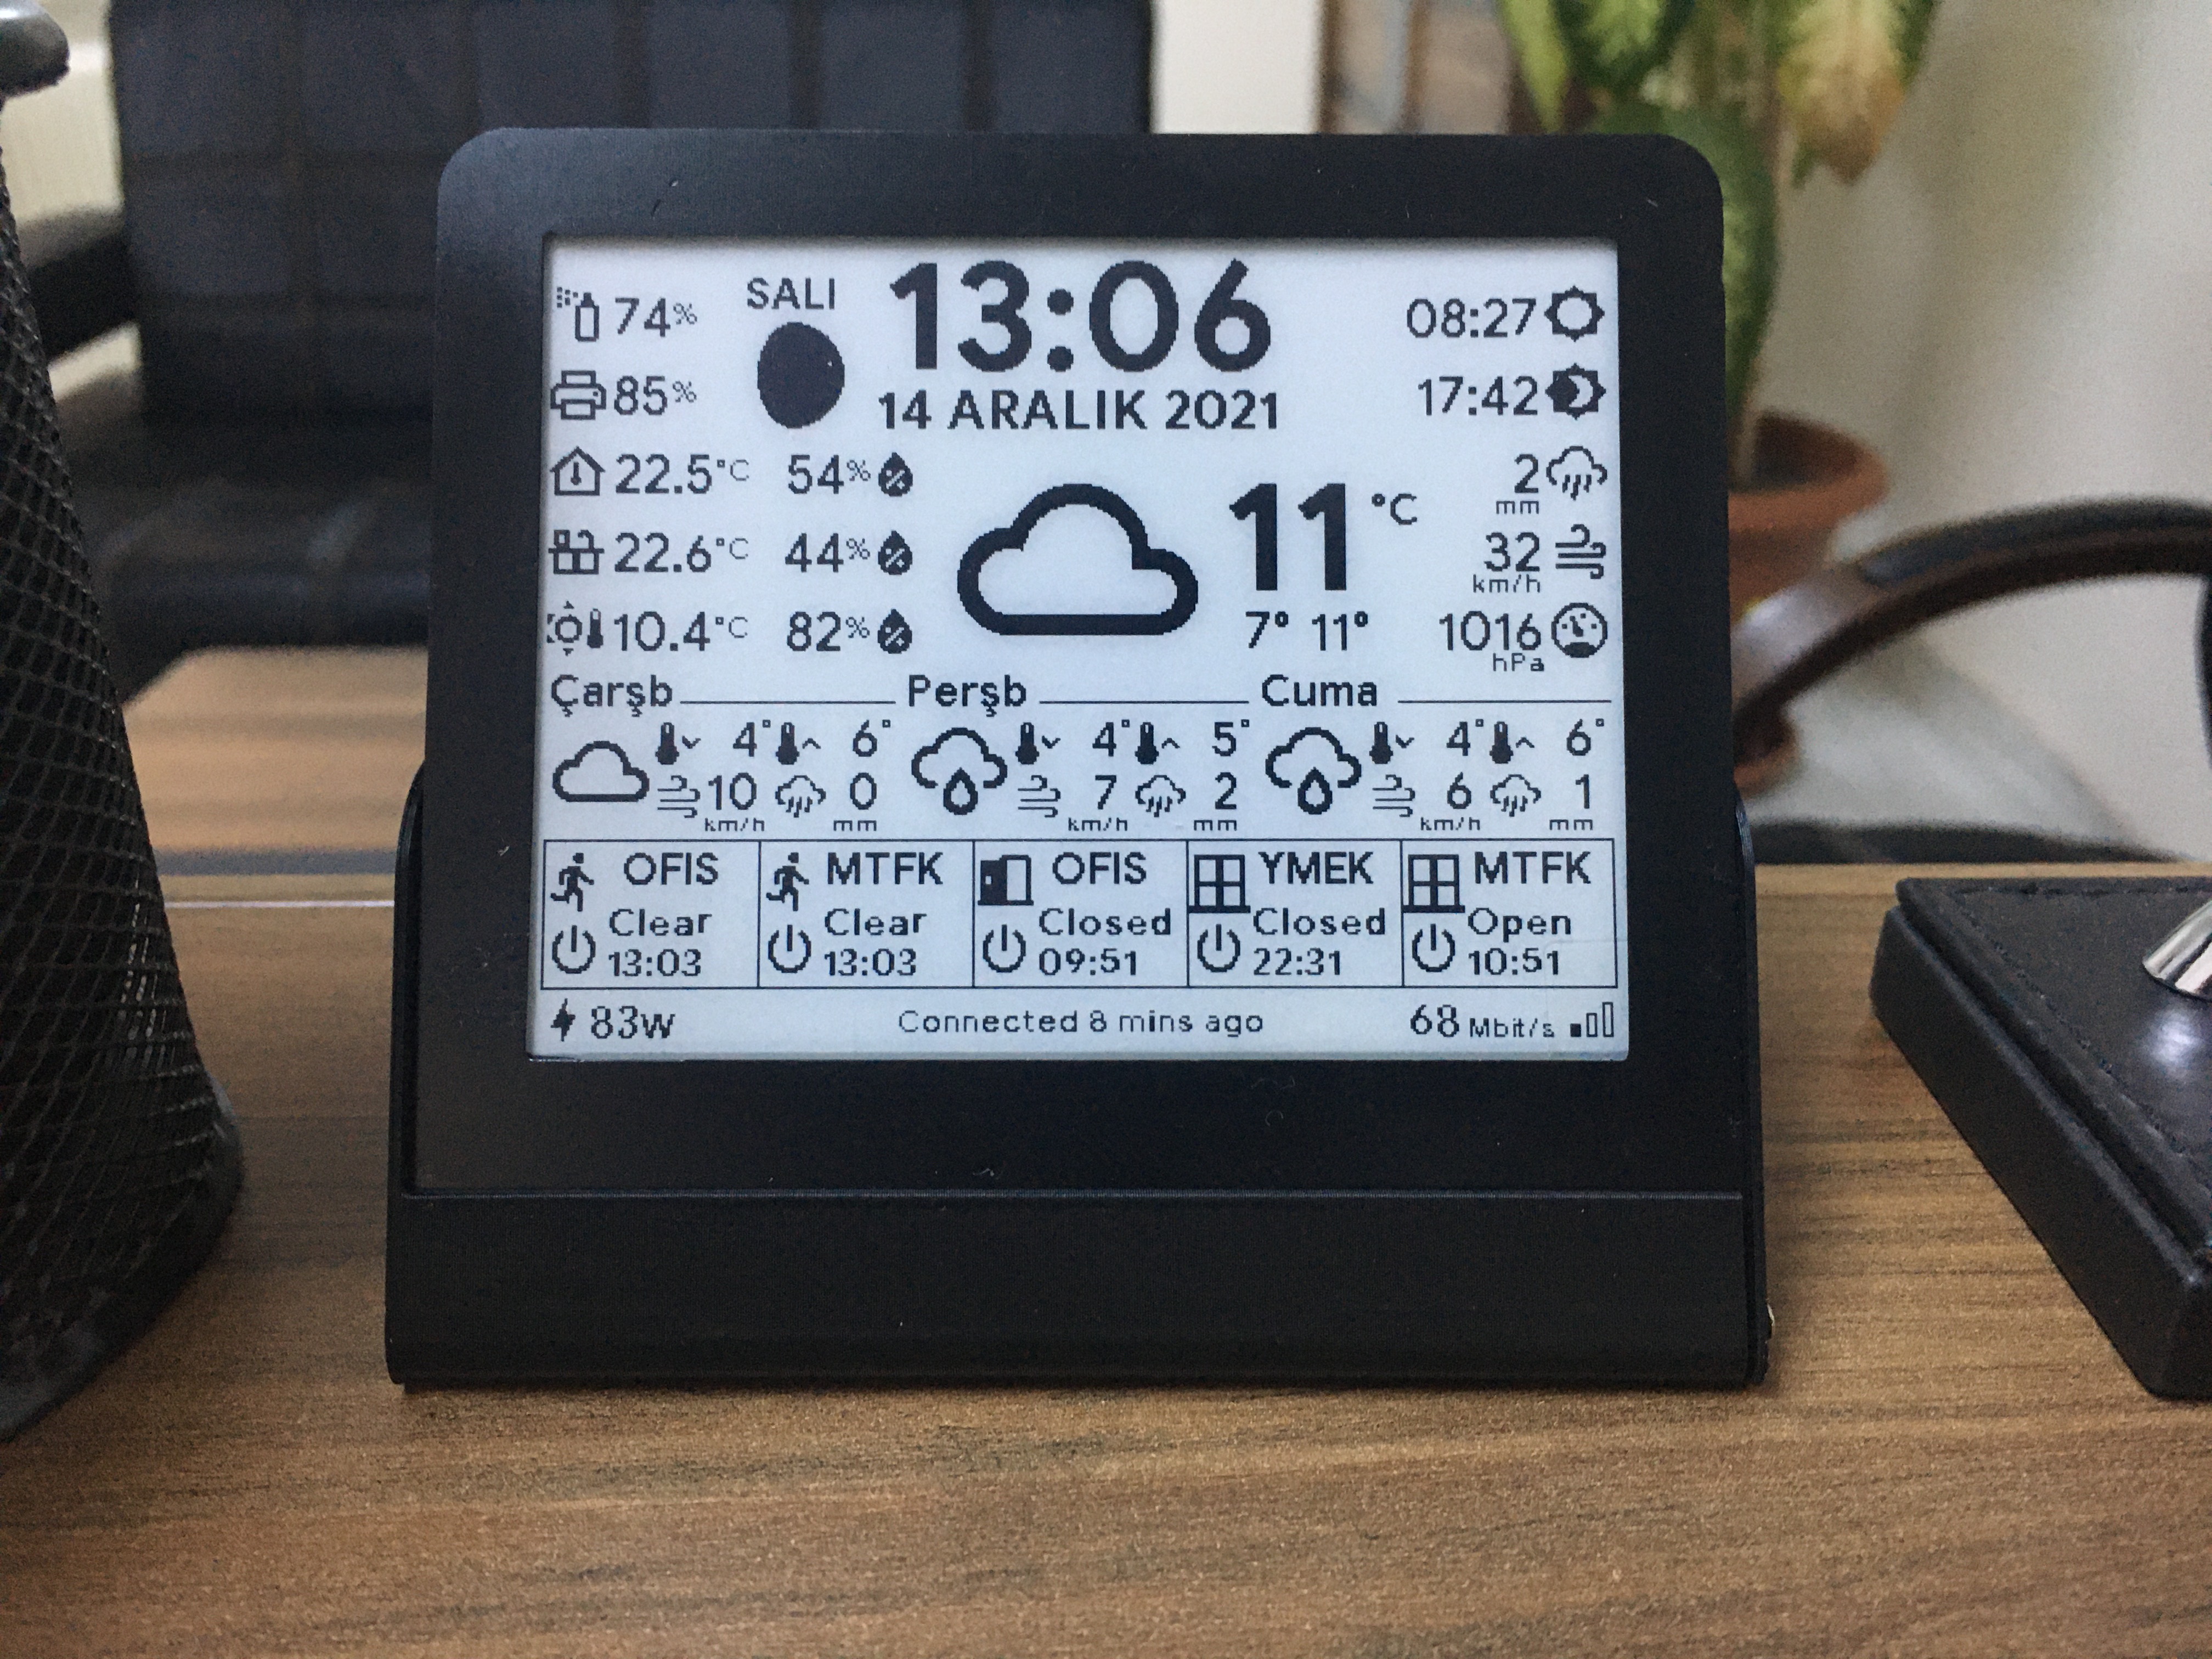 74% SALI 13:06 08:27
85% 14 ARALIK 2021 17:42
22.5°C 54% 11 °C 2 mm
22.6°C 44% 32 km/h
10.4°C 82% 7° 11° 1016 hPa
Çarşb Perşb Cuma
4° 6° 4° 5° 4° 6°
10 0 7 2 6 1
km/h mm km/h mm km/h mm
OFIS MTFK OFIS YMEK MTFK
Clear Clear Closed Closed Open
13:03 13:03 09:51 22:31 10:51
83w Connected 8 mins ago 68 Mbit/s